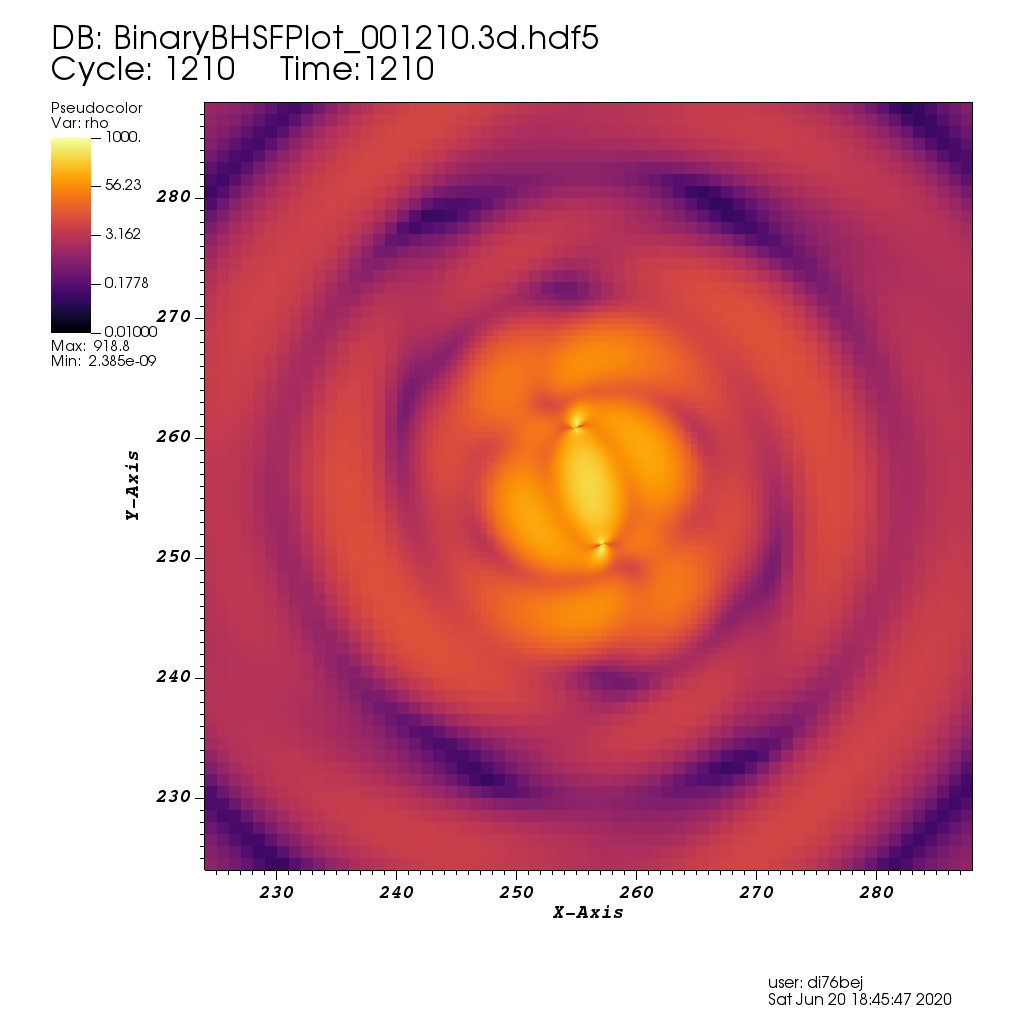 DB: BinaryBHSFPlot_001210.3d.hdf5
Cycle: 1210 Time:1210
Pseudocolor
Var: rho
1000.
56.23
3.162
0.1778
0.01000
Max: 918.8
Min: 2.385e-09
280
270
260
250
240
230
Y-Axis
230 240 250 260 270 280
X-Axis
user: di76bej
Sat Jun 20 18:45:47 2020